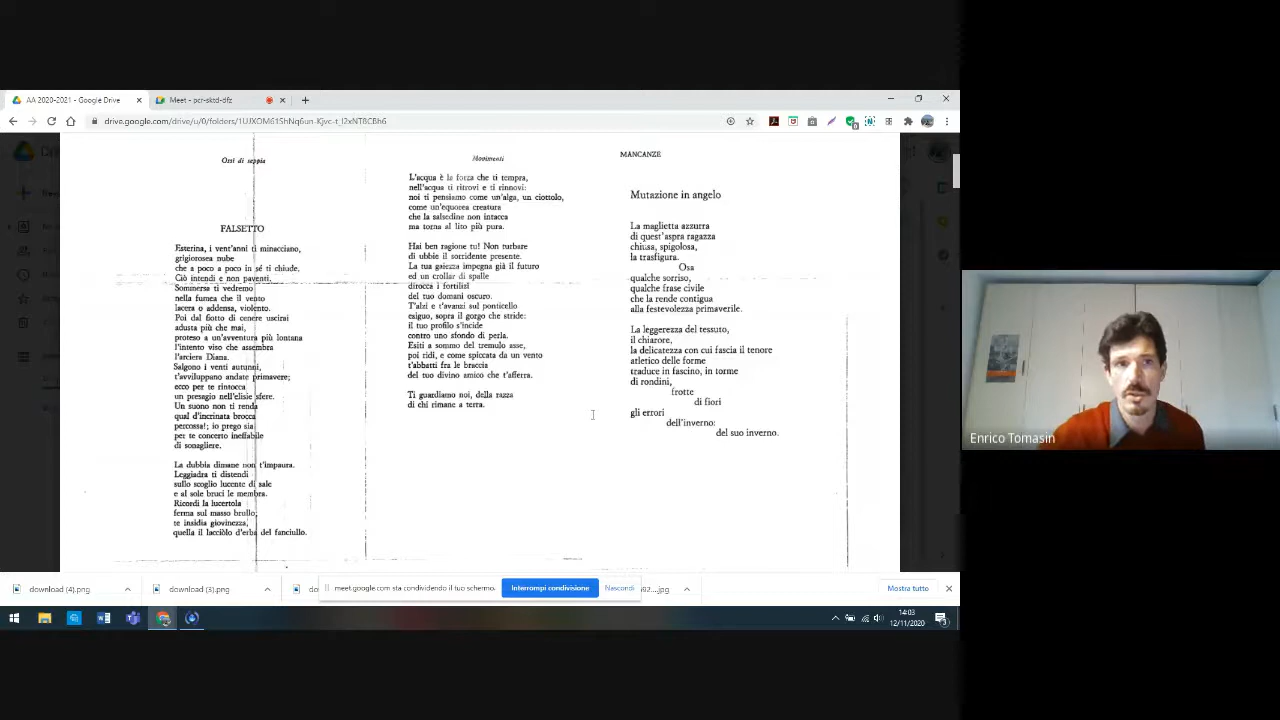 AA 2020-2021 - Google Drive
Meet - pcr-sktd-dfz
drive.google.com/drive/u/0/folders/1UJXOM61ShNq6un-Kjvc-t_I2xNT8CBh6
Ossi di seppia
FALSETTO
Esterina, i vent'anni ti minacciano,
grigiorosea nube
che a poco a poco in sé ti chiude.
Ciò intendi e non paventi.
Sommersa ti vedremo
nella fumea che il vento
lacera o addensa, violento.
Poi dal fiotto di cenere uscirai
adusta più che mai,
proteso a un'avventura più lontana
l'intento viso che assembra
l'arciera Diana.
Salgono i venti autunni,
t'avviluppano andate primavere;
ecco per te rintocca
un presagio nell'elisie sfere.
Un suono non ti renda
qual d'incrinata brocca
percossa!; io prego sia
per te concerto ineffabile
di sonagliere.
La dubbia dimane non t'impaura.
Leggiadra ti distendi
sullo scoglio lucente di sale
e al sole bruci le membra.
Ricordi la lucertola
ferma sul masso brullo;
te insidia giovinezza,
quella il lacciòlo d'erba del fanciullo.
Movimenti
L'acqua è la forza che ti tempra,
nell'acqua ti ritrovi e ti rinnovi:
noi ti pensiamo come un'alga, un ciottolo,
come un'equorea creatura
che la salsedine non intacca
ma torna al lito più pura.
Hai ben ragione tu! Non turbare
di ubbie il sorridente presente.
La tua gaiezza impegna già il futuro
ed un crollar di spalle
dirocca i fortilizî
del tuo domani oscuro.
T'alzi e t'avanzi sul ponticello
esiguo, sopra il gorgo che stride:
il tuo profilo s'incide
contro uno sfondo di perla.
Esiti a sommo del tremulo asse,
poi ridi, e come spiccata da un vento
t'abbatti fra le braccia
del tuo divino amico che t'afferra.
Ti guardiamo noi, della razza
di chi rimane a terra.
MANCANZE
Mutazione in angelo
La maglietta azzurra
di quest'aspra ragazza
chiusa, spigolosa,
la trasfigura.
Osa
qualche sorriso,
qualche frase civile
che la rende contigua
alla festevolezza primaverile.
La leggerezza del tessuto,
il chiarore,
la delicatezza con cui fascia il tenore
atletico delle forme
traduce in fascino, in torme
di rondini,
frotte
di fiori
gli errori
dell'inverno:
del suo inverno.
Enrico Tomasin
download (4).png
download (3).png
meet.google.com sta condividendo il tuo schermo.
Interrompi condivisione
Nascondi
92....jpg
Mostra tutto
14:03
12/11/2020